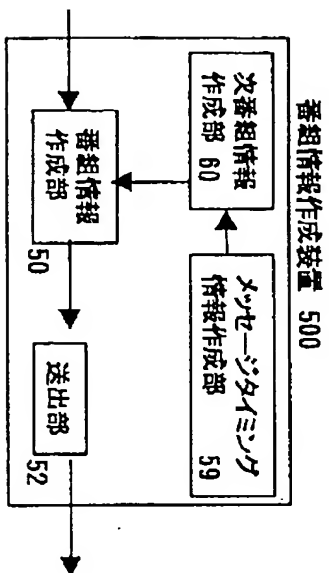 番組情報作成装置 500
次番組情報
作成部 60
メッセージタイミング
情報作成部 59
番組情報
作成部
50
送出部
52